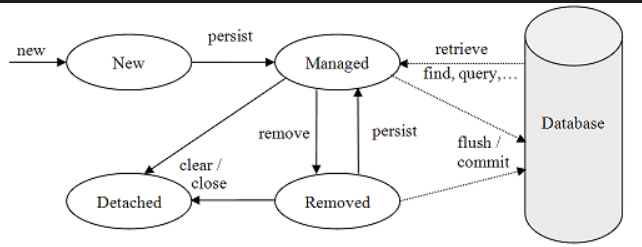 new
New
persist
Managed
retrieve
find, query,...
Database
remove
persist
flush /
commit
clear /
close
Detached
Removed